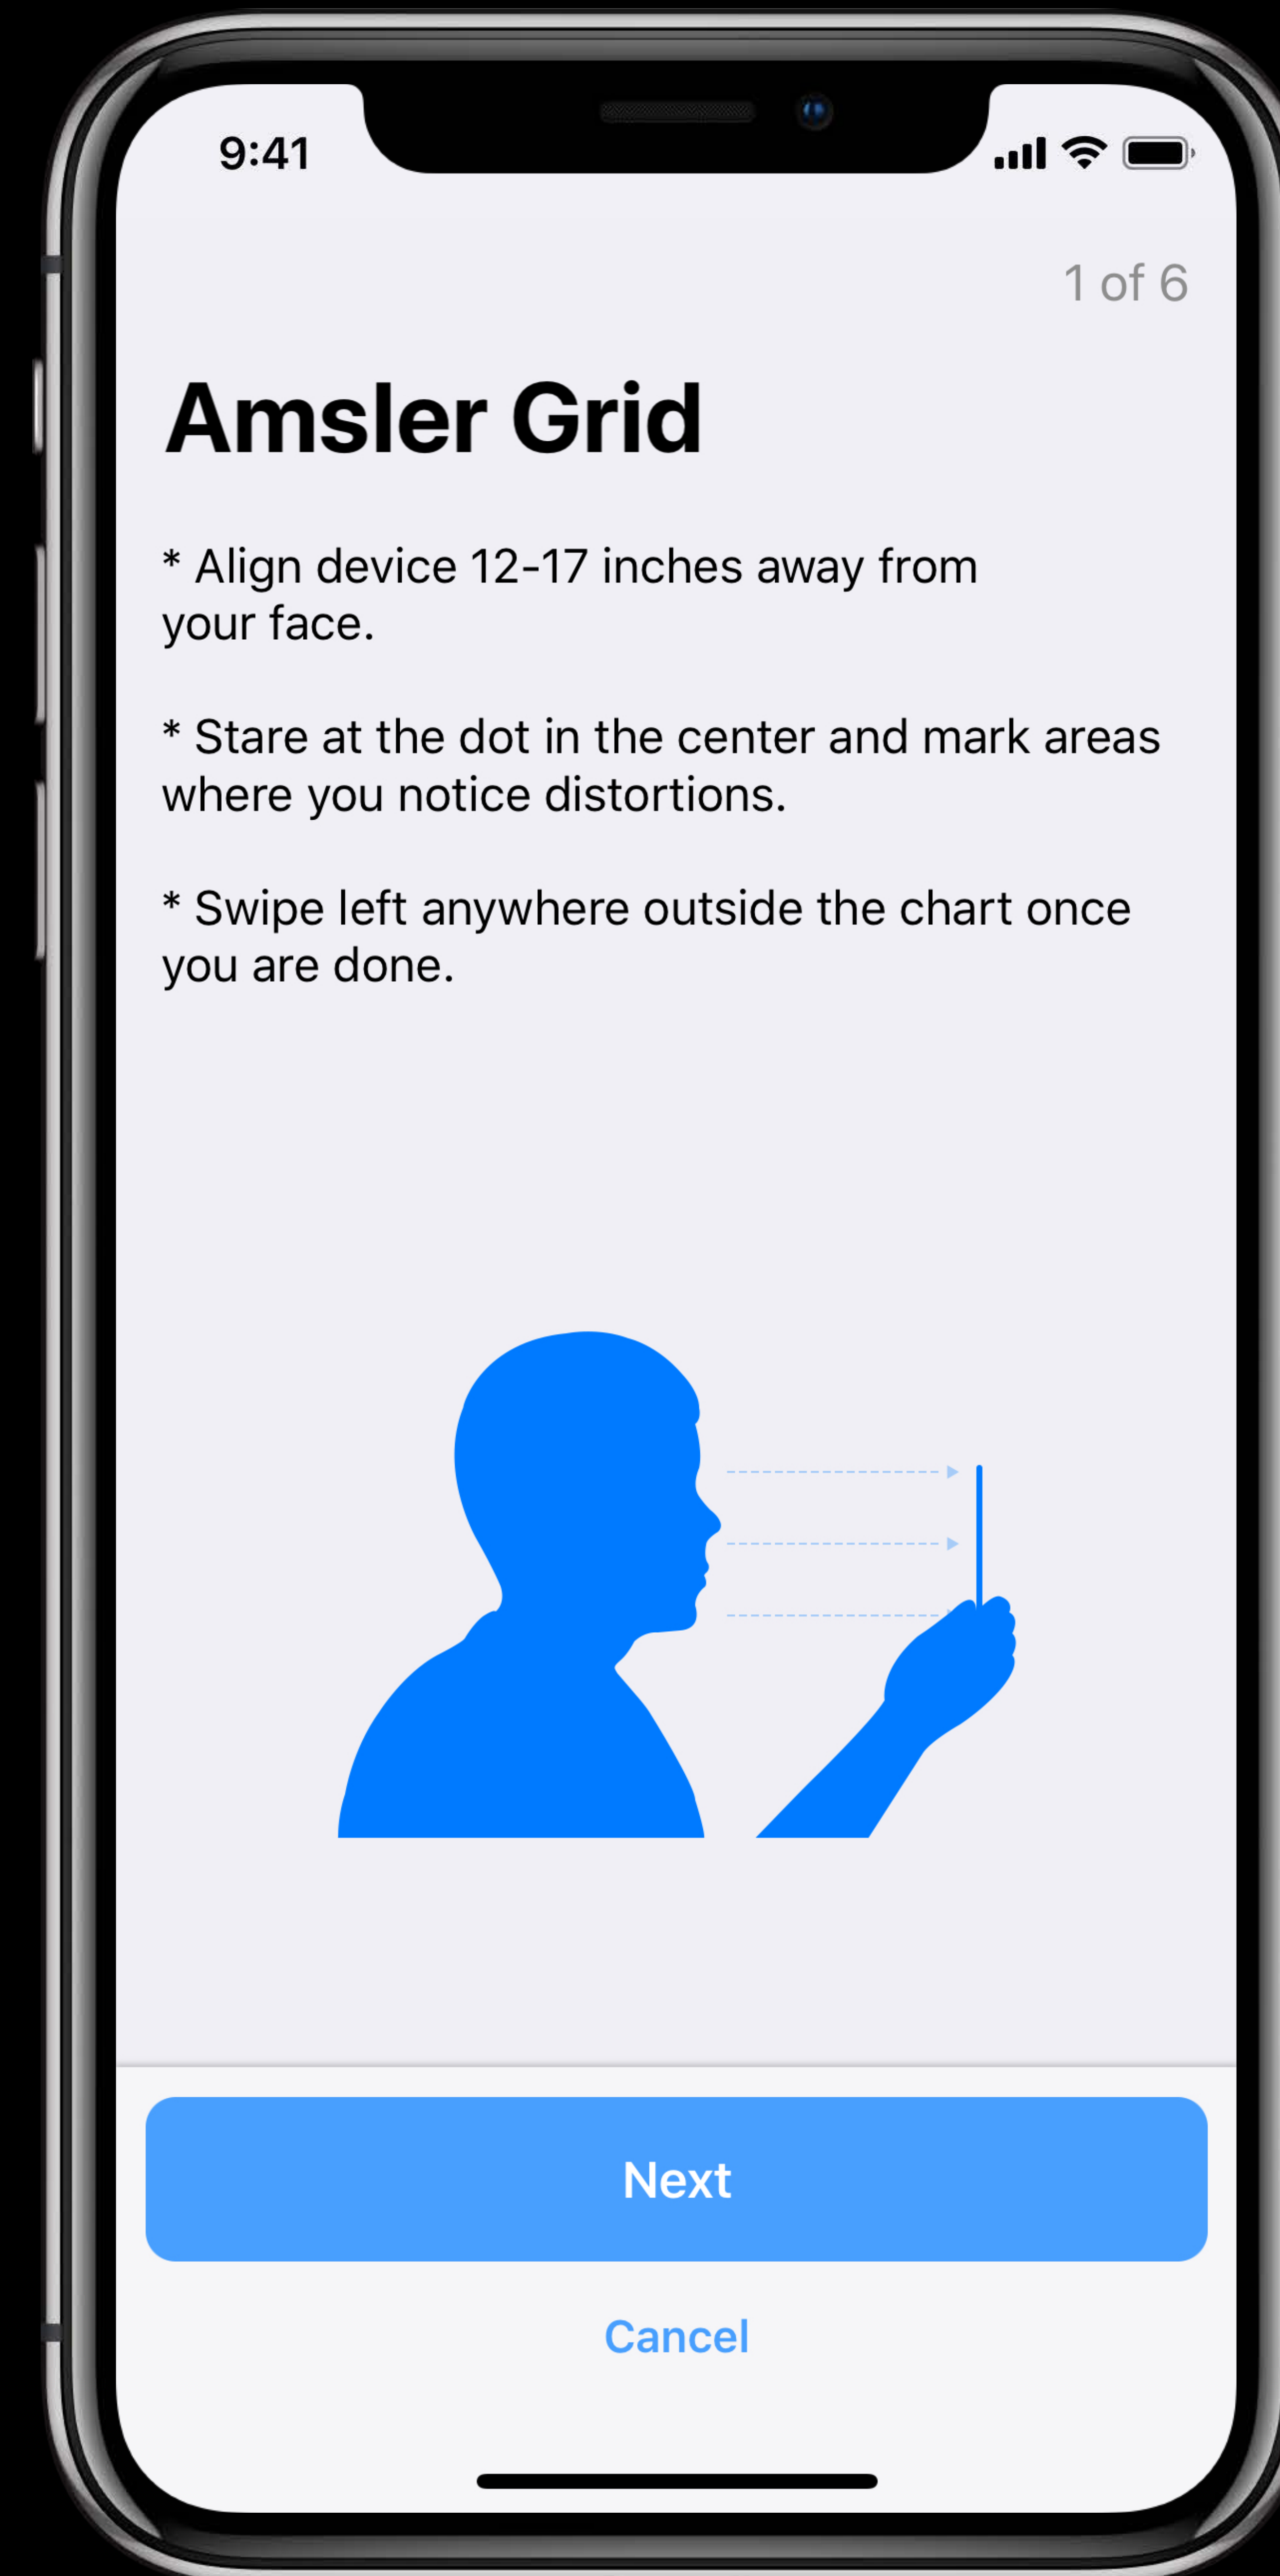 9:41
1 of 6
Amsler Grid
* Align device 12-17 inches away from
your face.
* Stare at the dot in the center and mark areas
where you notice distortions.
* Swipe left anywhere outside the chart once
you are done.
Next
Cancel